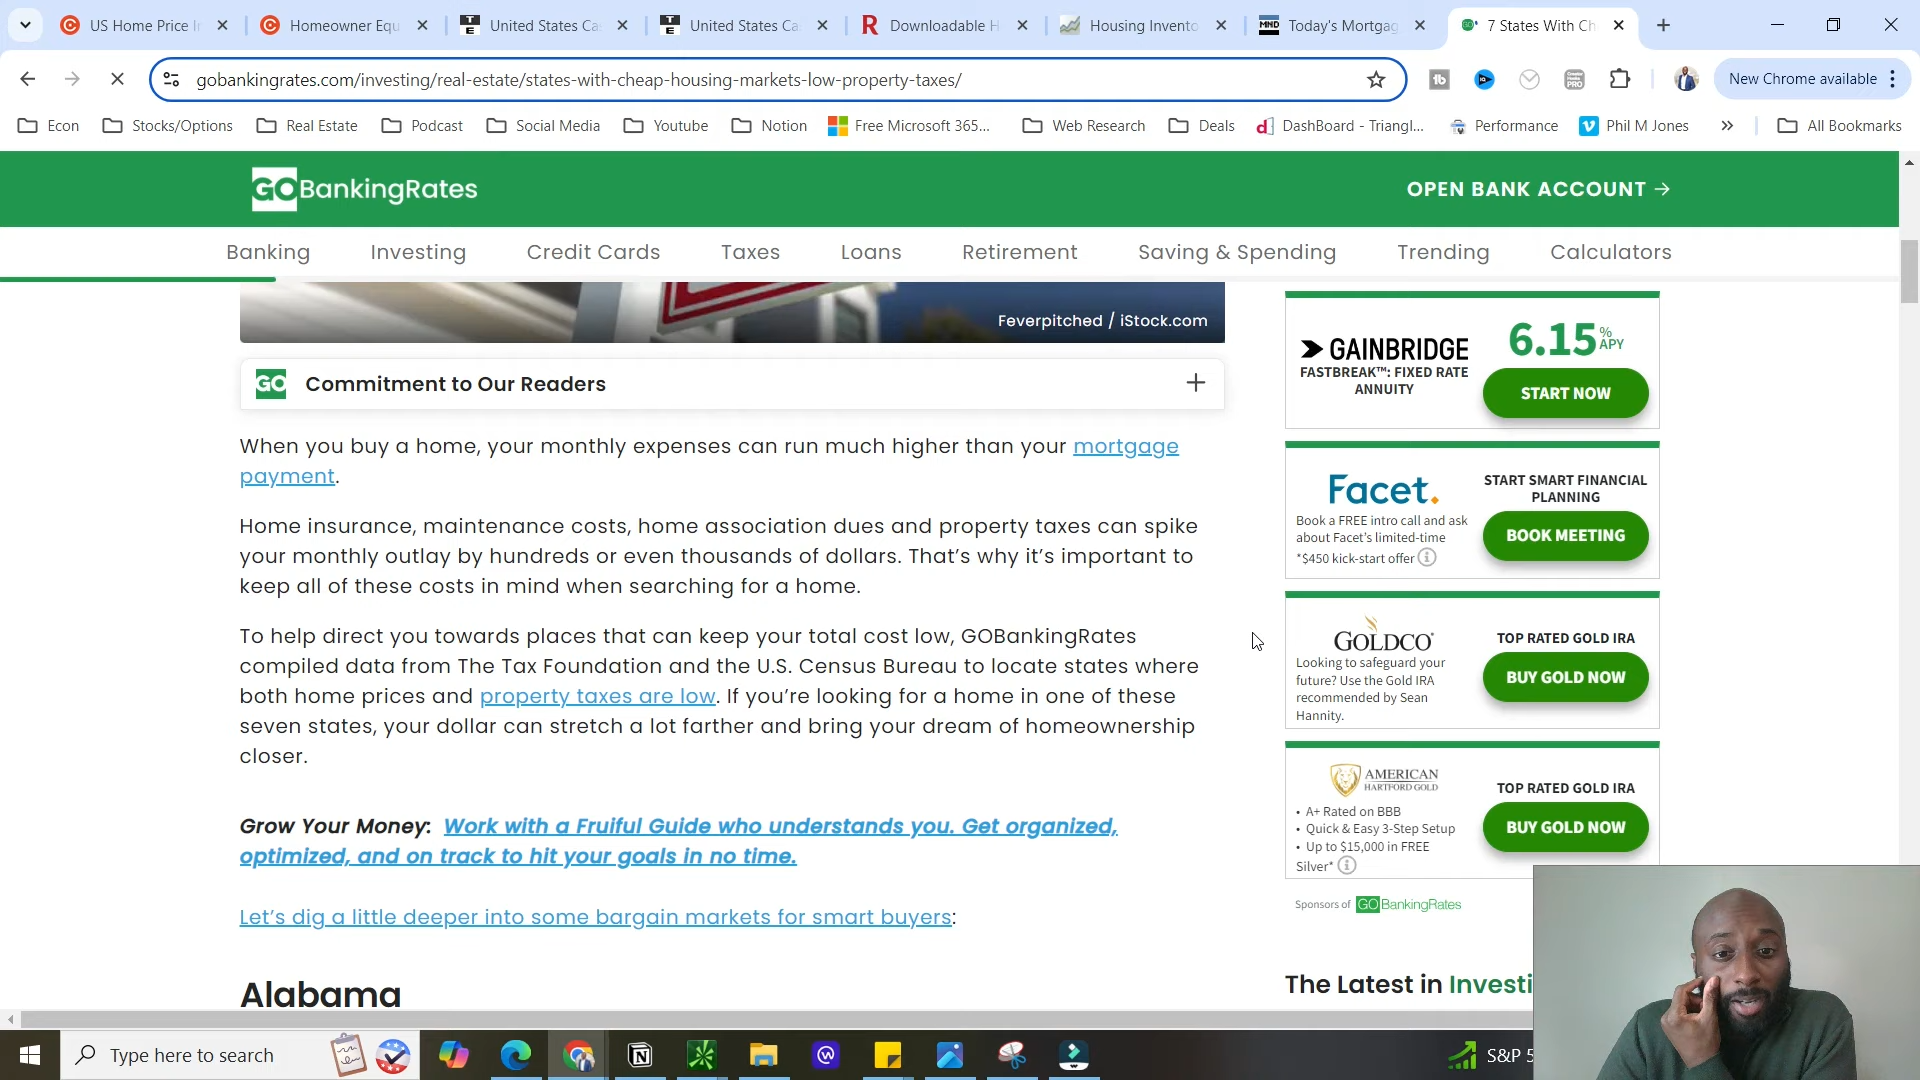 US Home Price I
Homeowner Equ
United States Ca
United States Ca
Downloadable H
Housing Invento
Today's Mortgag
7 States With Ch
gobankingrates.com/investing/real-estate/states-with-cheap-housing-markets-low-property-taxes/
New Chrome available
Econ
Stocks/Options
Real Estate
Podcast
Social Media
Youtube
Notion
Free Microsoft 365...
Web Research
Deals
DashBoard - Triangl...
Performance
Phil M Jones
All Bookmarks
GOBankingRates
OPEN BANK ACCOUNT
Banking
Investing
Credit Cards
Taxes
Loans
Retirement
Saving & Spending
Trending
Calculators
Feverpitched / iStock.com
GO Commitment to Our Readers
When you buy a home, your monthly expenses can run much higher than your mortgage
payment.
Home insurance, maintenance costs, home association dues and property taxes can spike
your monthly outlay by hundreds or even thousands of dollars. That's why it's important to
keep all of these costs in mind when searching for a home.
To help direct you towards places that can keep your total cost low, GOBankingRates
compiled data from The Tax Foundation and the U.S. Census Bureau to locate states where
both home prices and property taxes are low. If you're looking for a home in one of these
seven states, your dollar can stretch a lot farther and bring your dream of homeownership
closer.
Grow Your Money: Work with a Fruiful Guide who understands you. Get organized,
optimized, and on track to hit your goals in no time.
Let's dig a little deeper into some bargain markets for smart buyers:
Alabama
GAINBRIDGE
FASTBREAK™: FIXED RATE
ANNUITY
6.15% APY
START NOW
Facet.
Book a FREE intro call and ask
about Facet's limited-time
*$450 kick-start offer
START SMART FINANCIAL
PLANNING
BOOK MEETING
GOLDCO
Looking to safeguard your
future? Use the Gold IRA
recommended by Sean
Hannity.
TOP RATED GOLD IRA
BUY GOLD NOW
AMERICAN
HARTFORD GOLD
• A+ Rated on BBB
• Quick & Easy 3-Step Setup
• Up to $15,000 in FREE
Silver*
TOP RATED GOLD IRA
BUY GOLD NOW
Sponsors of GOBankingRates
The Latest in Investi
Type here to search
S&P 5